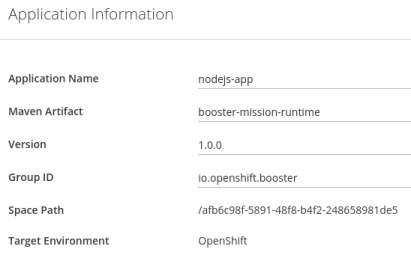 Application Information
Application Name nodejs-app
Maven Artifact booster-mission-runtime
Version 1.0.0
Group ID io.openshift.booster
Space Path /afb6c98f-5891-48f8-b4f2-248658981de5
Target Environment OpenShift